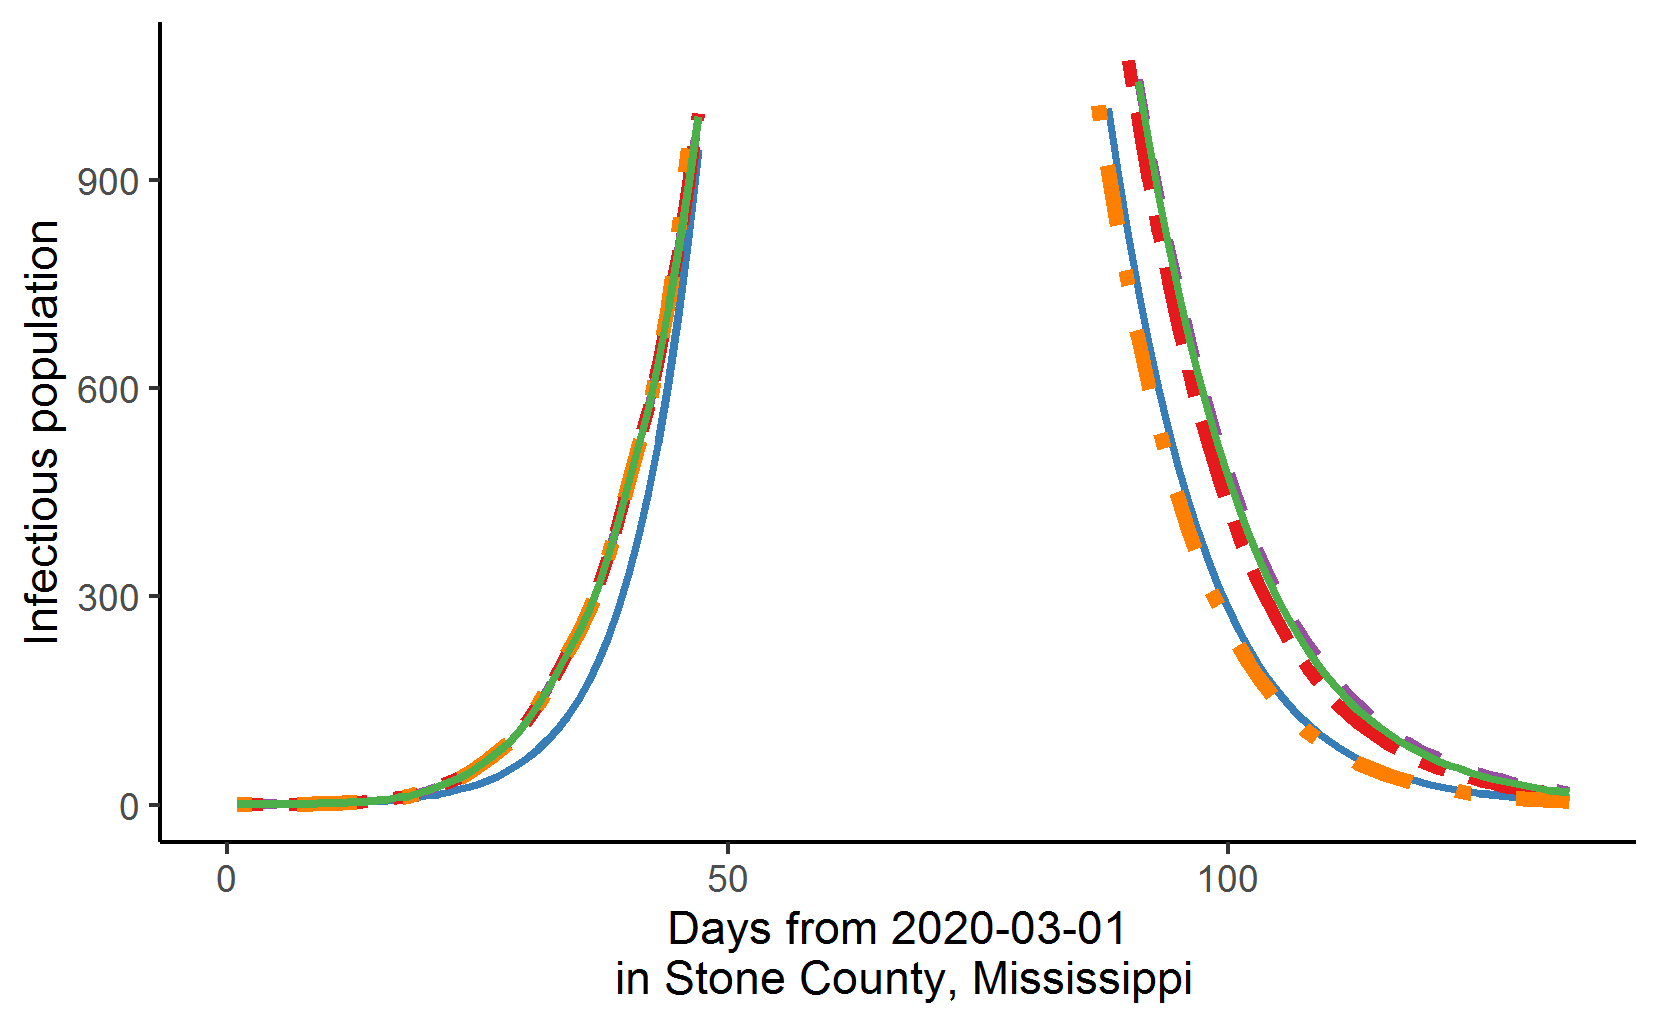 Infectious population
900
600
300
0
0 50 100
Days from 2020-03-01
in Stone County, Mississippi